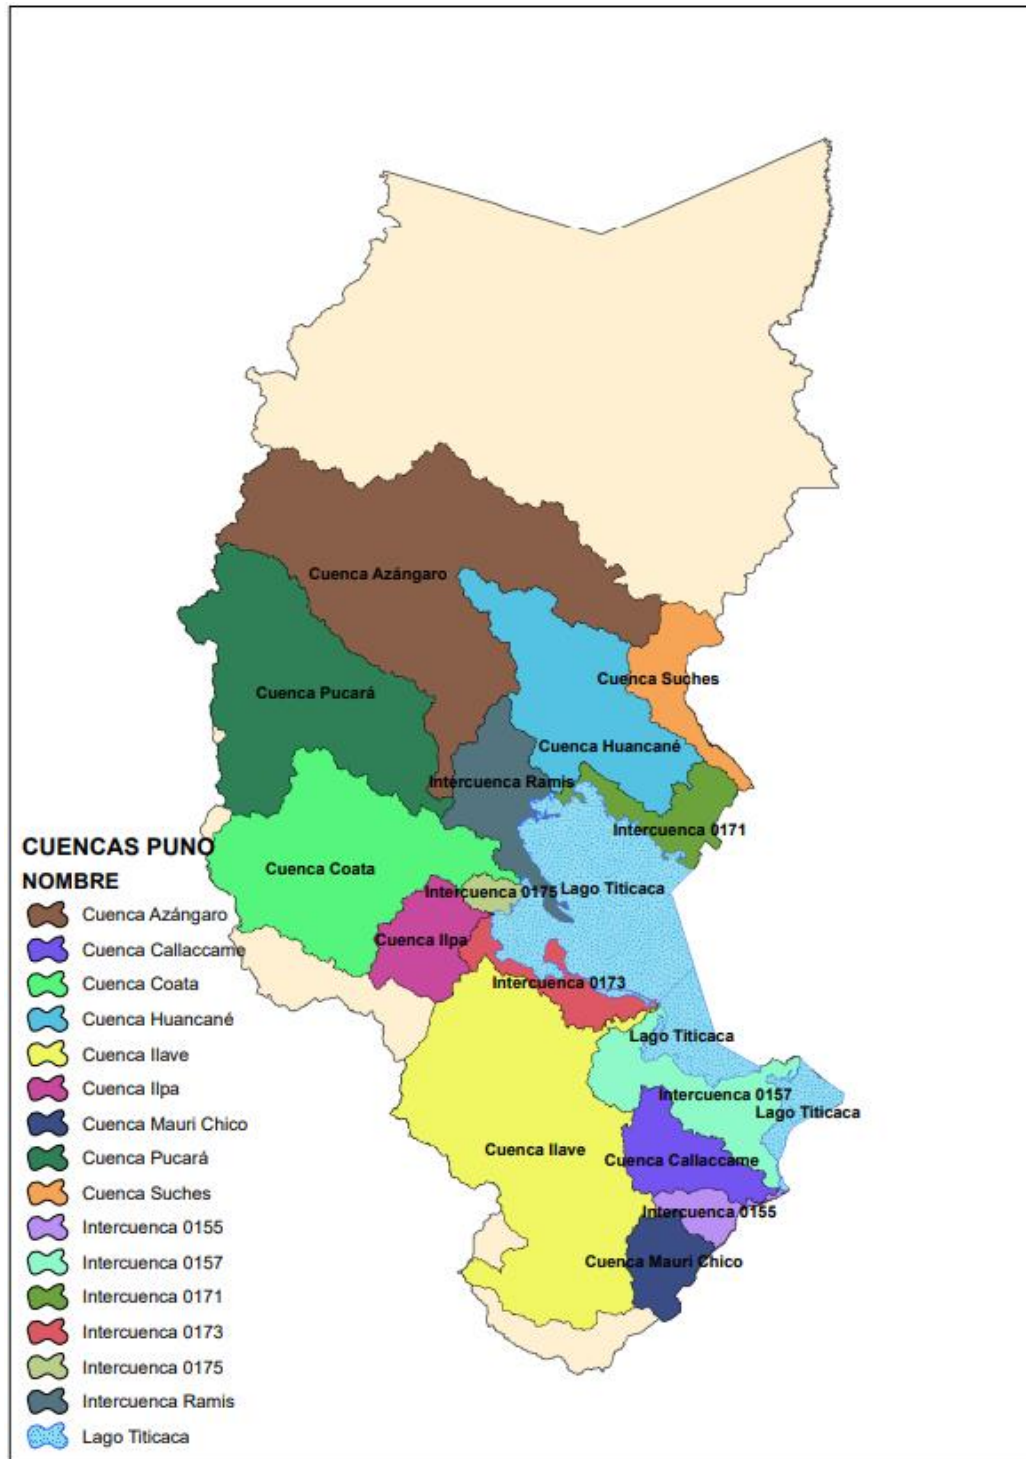 Cuenca Azángaro
Cuenca Suches
Cuenca Pucará
Cuenca Huancané
Intercuenca Ramis
Intercuenca 0171
Cuenca Coata
Intercuenca 0175
Lago Titicaca
Cuenca Ilpa
Intercuenca 0173
Lago Titicaca
Intercuenca 0157
Lago Titicaca
Cuenca Ilave
Cuenca Callaccame
Intercuenca 0155
Cuenca Mauri Chico
CUENCAS PUNO
NOMBRE
Cuenca Azángaro
Cuenca Callaccame
Cuenca Coata
Cuenca Huancané
Cuenca Ilave
Cuenca Ilpa
Cuenca Mauri Chico
Cuenca Pucará
Cuenca Suches
Intercuenca 0155
Intercuenca 0157
Intercuenca 0171
Intercuenca 0173
Intercuenca 0175
Intercuenca Ramis
Lago Titicaca